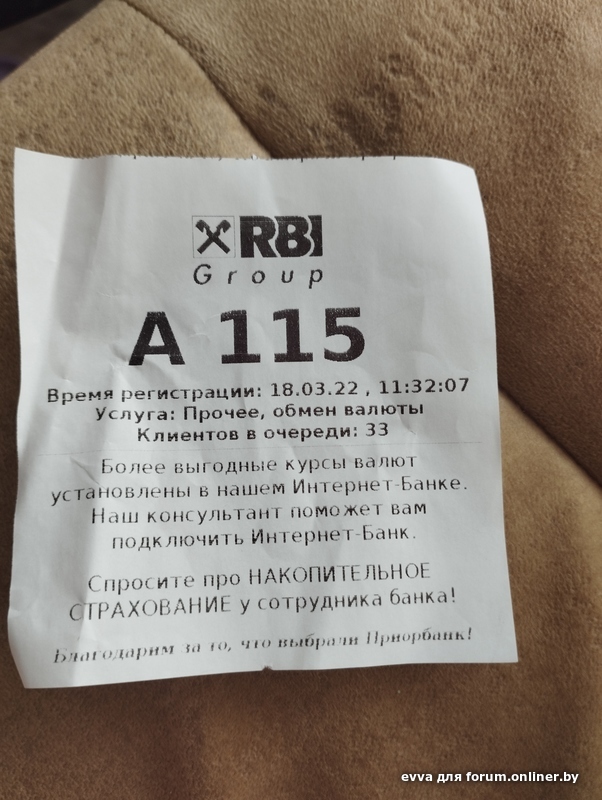 RBI
Group
А 115
Время регистрации: 18.03.22 , 11:32:07
Услуга: Прочее, обмен валюты
Клиентов в очереди: 33
Более выгодные курсы валют
установлены в нашем Интернет-Банке.
Наш консультант поможет вам
подключить Интернет-Банк.
Спросите про НАКОПИТЕЛЬНОЕ
СТРАХОВАНИЕ у сотрудника банка!
Благодарим за то, что выбрали Приорбанк!
evva для forum.onliner.by